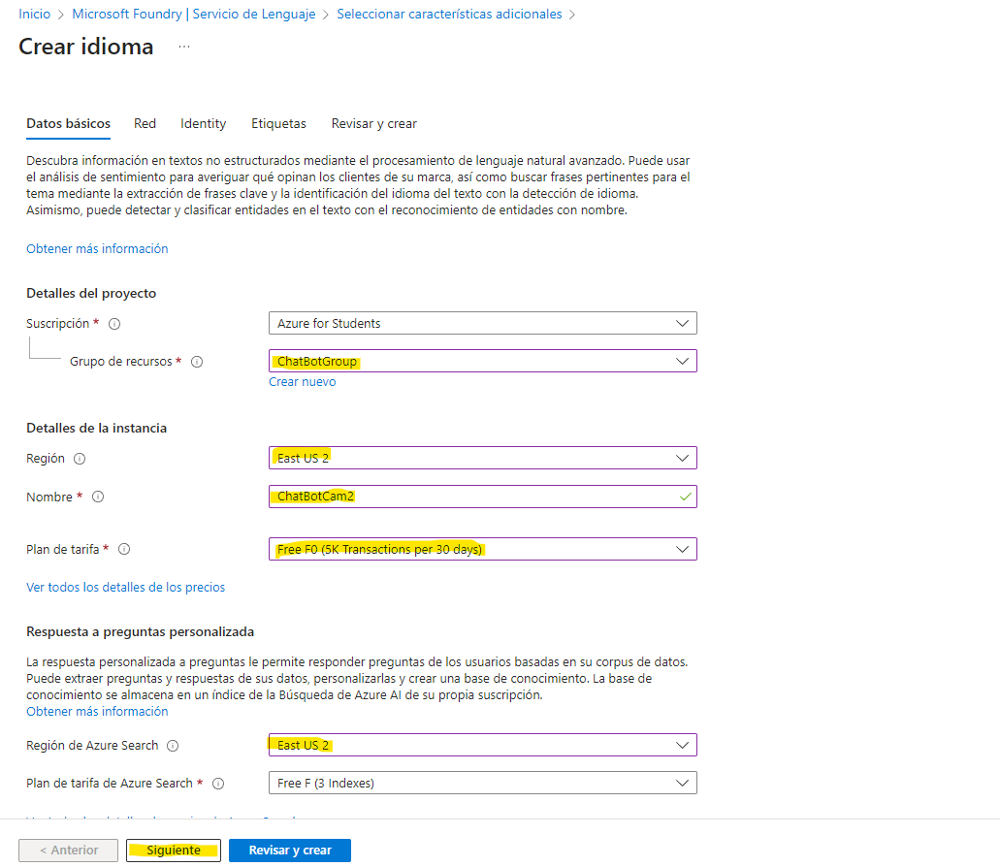 Inicio > Microsoft Foundry | Servicio de Lenguaje > Seleccionar características adicionales >
Crear idioma ...
Datos básicos Red Identity Etiquetas Revisar y crear
Descubra información en textos no estructurados mediante el procesamiento de lenguaje natural avanzado. Puede usar
el análisis de sentimiento para averiguar qué opinan los clientes de su marca, así como buscar frases pertinentes para el
tema mediante la extracción de frases clave y la identificación del idioma del texto con la detección de idioma.
Asimismo, puede detectar y clasificar entidades en el texto con el reconocimiento de entidades con nombre.
Obtener más información
Detalles del proyecto
Suscripción * Azure for Students
Grupo de recursos * ChatBotGroup
Crear nuevo
Detalles de la instancia
Región East US 2
Nombre * ChatBotCam2
Plan de tarifa * Free F0 (5K Transactions per 30 days)
Ver todos los detalles de los precios
Respuesta a preguntas personalizada
La respuesta personalizada a preguntas le permite responder preguntas de los usuarios basadas en su corpus de datos.
Puede extraer preguntas y respuestas de sus datos, personalizarlas y crear una base de conocimiento. La base de
conocimiento se almacena en un índice de la Búsqueda de Azure AI de su propia suscripción.
Obtener más información
Región de Azure Search East US 2
Plan de tarifa de Azure Search * Free F (3 Indexes)
< Anterior Siguiente Revisar y crear